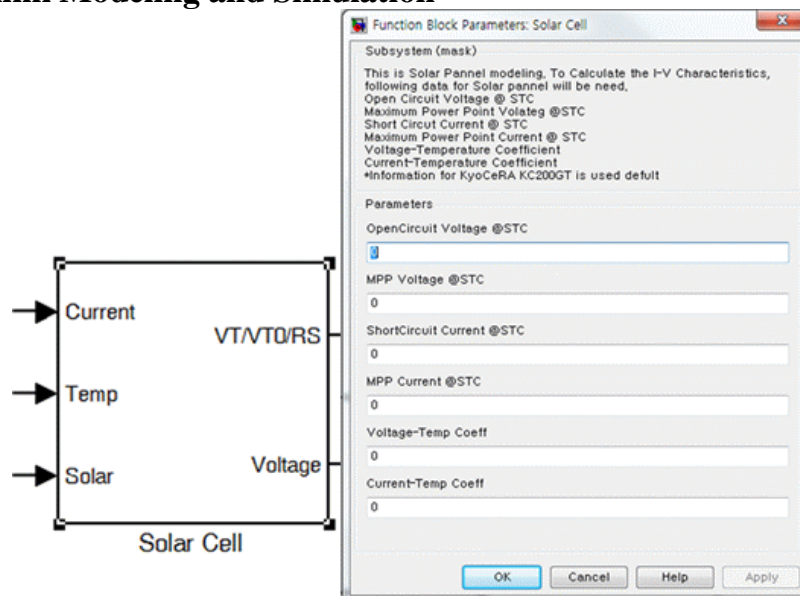 Modeling and Simulation
Function Block Parameters: Solar Cell
Subsystem (mask)
This is Solar Pannel modeling, To Calculate the I-V Characteristics,
following data for Solar pannel will be need,
Open Circuit Voltage @ STC
Maximum Power Point Volateg @STC
Short Circut Current @ STC
Maximum Power Point Current @ STC
Voltage-Temperature Coefficient
Current-Temperature Coefficient
*Information for KyoCeRA KC200GT is used defult
Parameters
OpenCircuit Voltage @STC
0
MPP Voltage @STC
0
ShortCircuit Current @STC
0
MPP Current @STC
0
Voltage-Temp Coeff
0
Current-Temp Coeff
0
OK Cancel Help Apply
Current
VT/VT0/RS
Temp
Voltage
Solar
Solar Cell